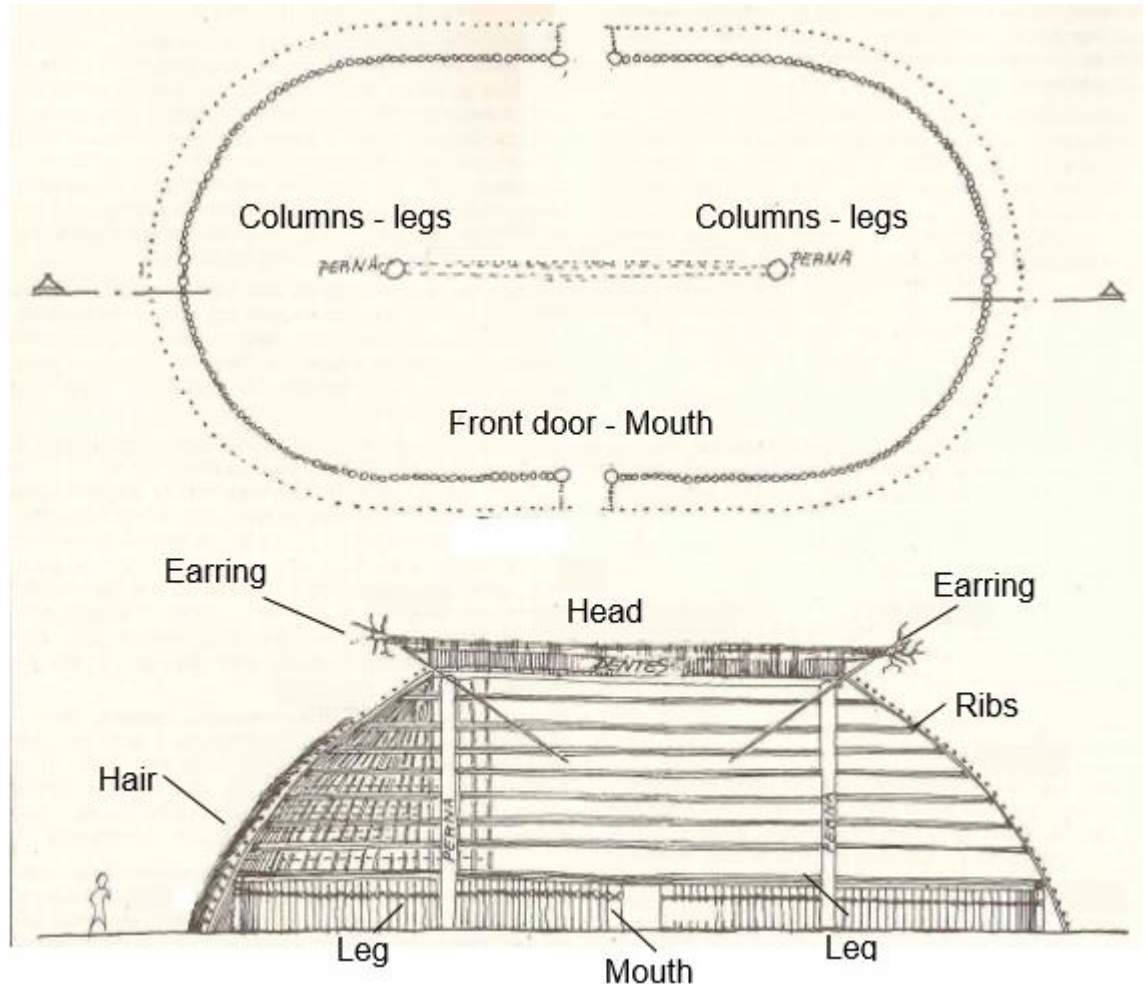 Columns - legs
Columns - legs
PERNA
PERNA
Front door - Mouth
Earring
Earring
Head
DENTES
Ribs
Hair
PERNA
PERNA
Leg
Mouth
Leg